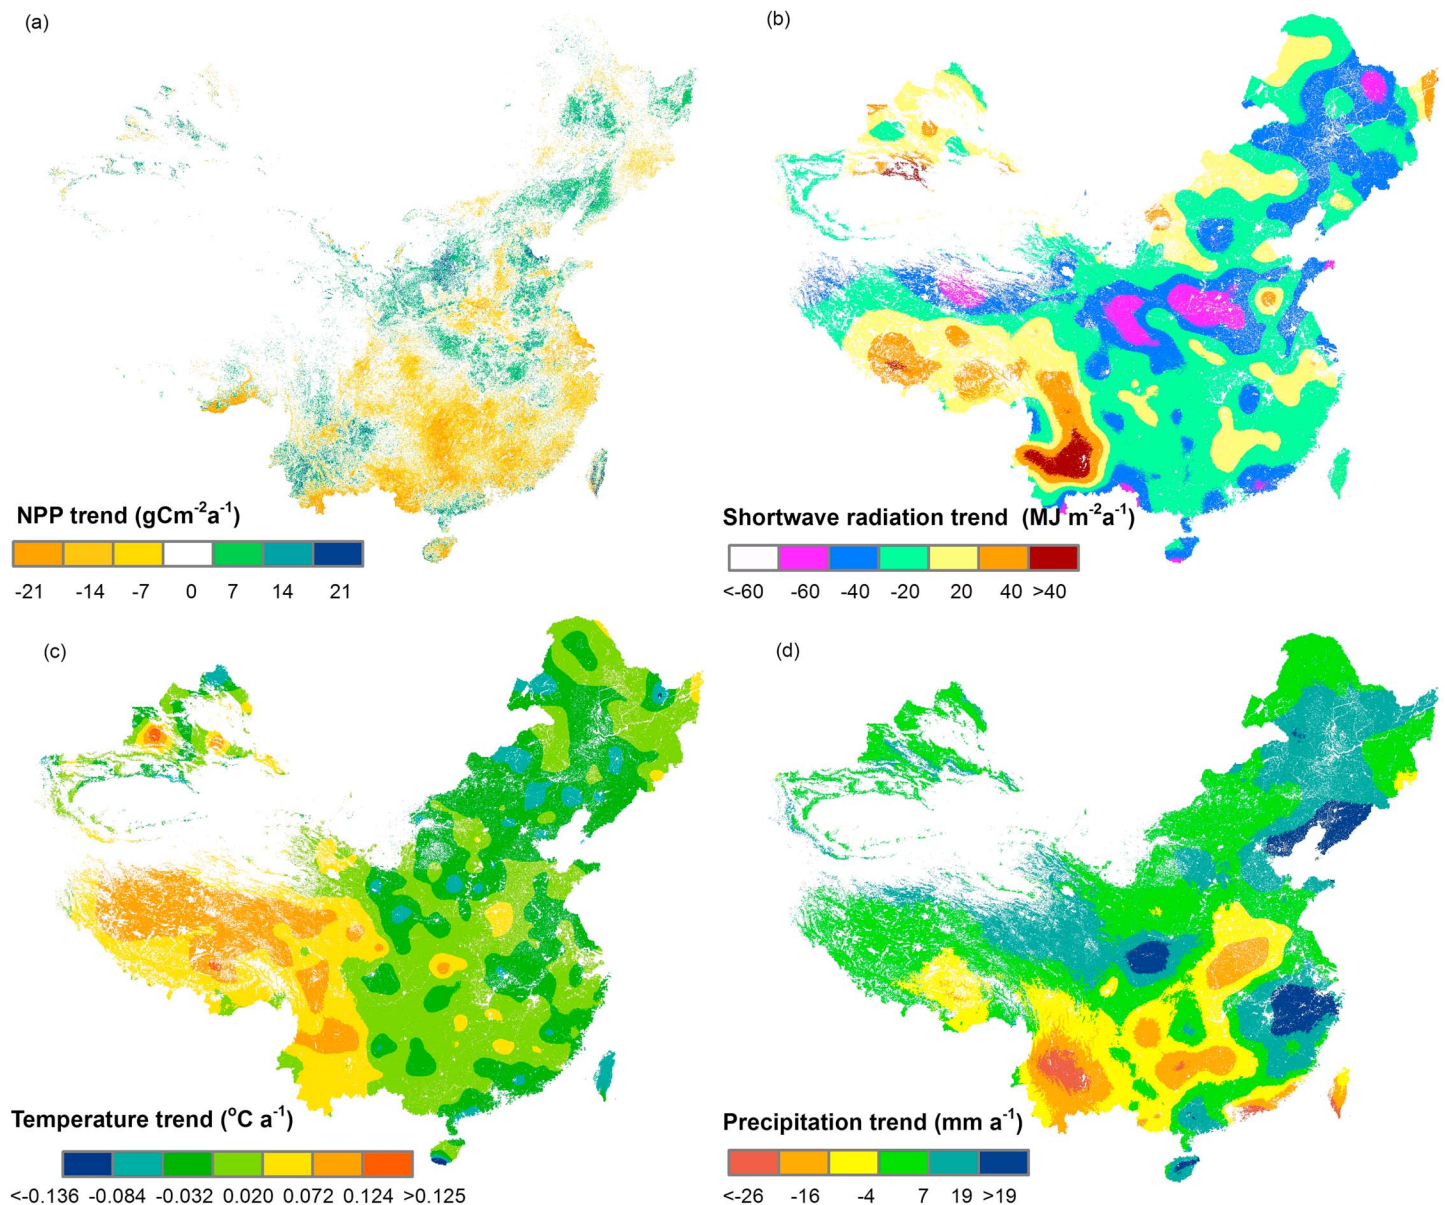 (a)
(b)
NPP trend (gCm⁻²a⁻¹)
-21 -14 -7 0 7 14 21
Shortwave radiation trend (MJ m⁻²a⁻¹)
<-60 -60 -40 -20 20 40 >40
(c)
(d)
Temperature trend (°C a⁻¹)
<-0.136 -0.084 -0.032 0.020 0.072 0.124 >0.125
Precipitation trend (mm a⁻¹)
<-26 -16 -4 7 19 >19